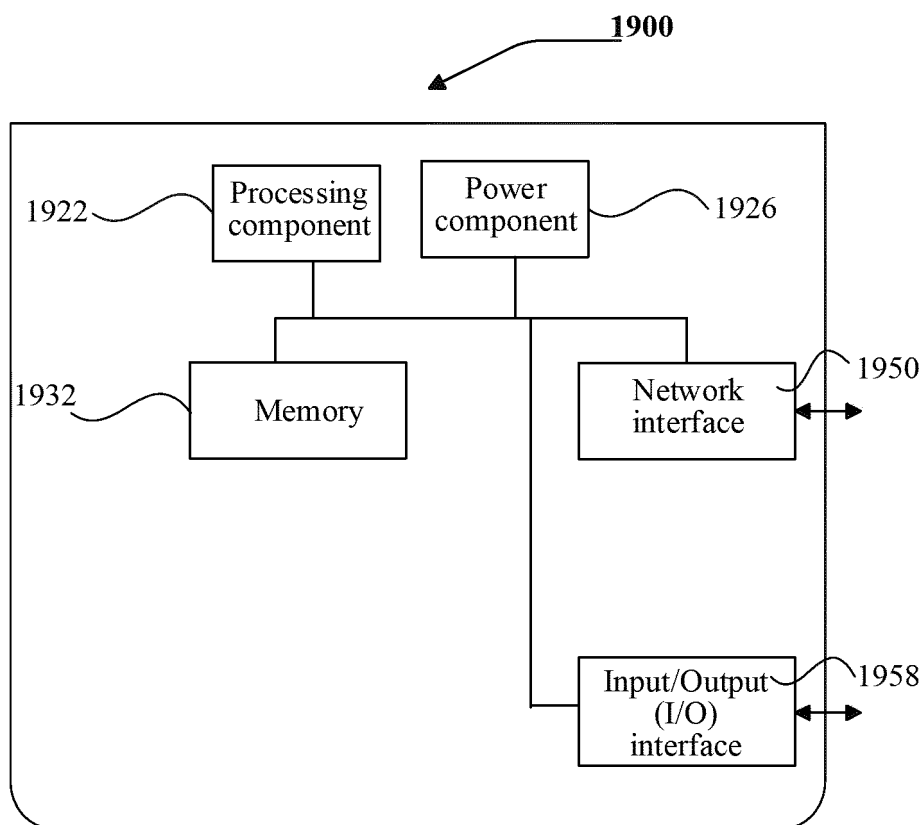 1900
Processing
component
1922
Power
component
1926
1932
Memory
Network
interface
1950
Input/Output
(I/O)
interface
1958